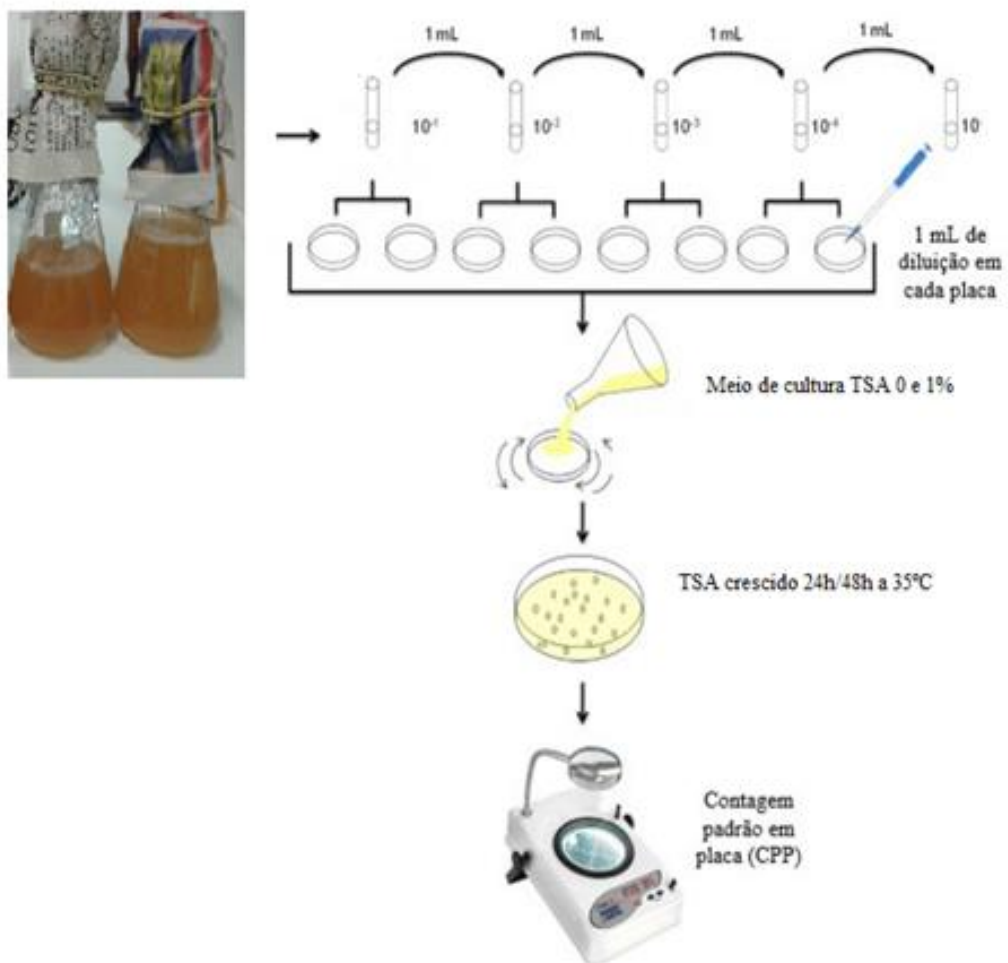 1 mL
1 mL
1 mL
1 mL
10⁻¹
10⁻²
10⁻³
10⁻⁴
10⁻
1 mL de
diluição em
cada placa
Meio de cultura TSA 0 e 1%
TSA crescido 24h/48h a 35ºC
Contagem
padrão em
placa (CPP)